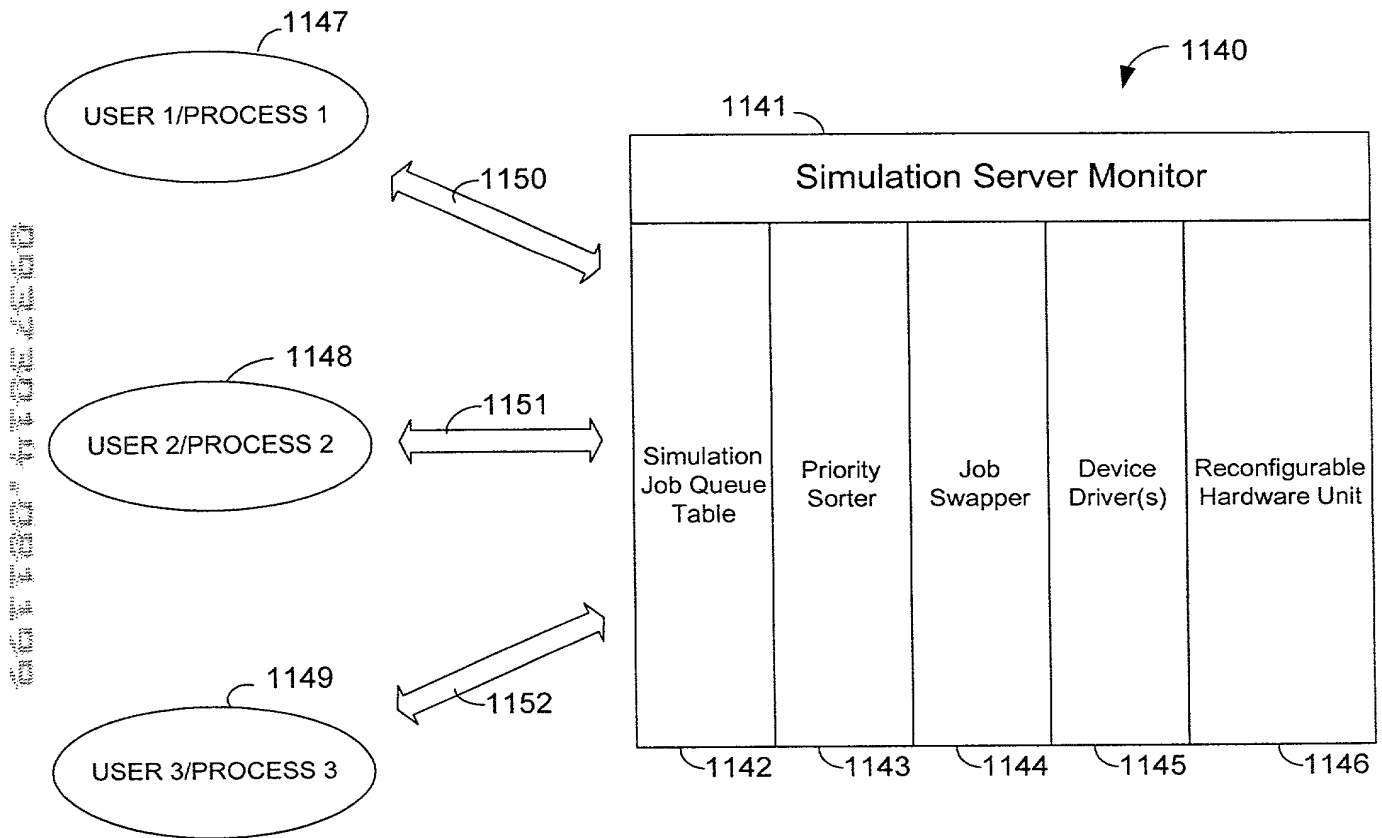 1147
USER 1/PROCESS 1
1140
1141
Simulation Server Monitor
1150
1148
USER 2/PROCESS 2
1151
Simulation
Job Queue
Table
Priority
Sorter
Job
Swapper
Device
Driver(s)
Reconfigurable
Hardware Unit
1149
USER 3/PROCESS 3
1152
1142
1143
1144
1145
1146